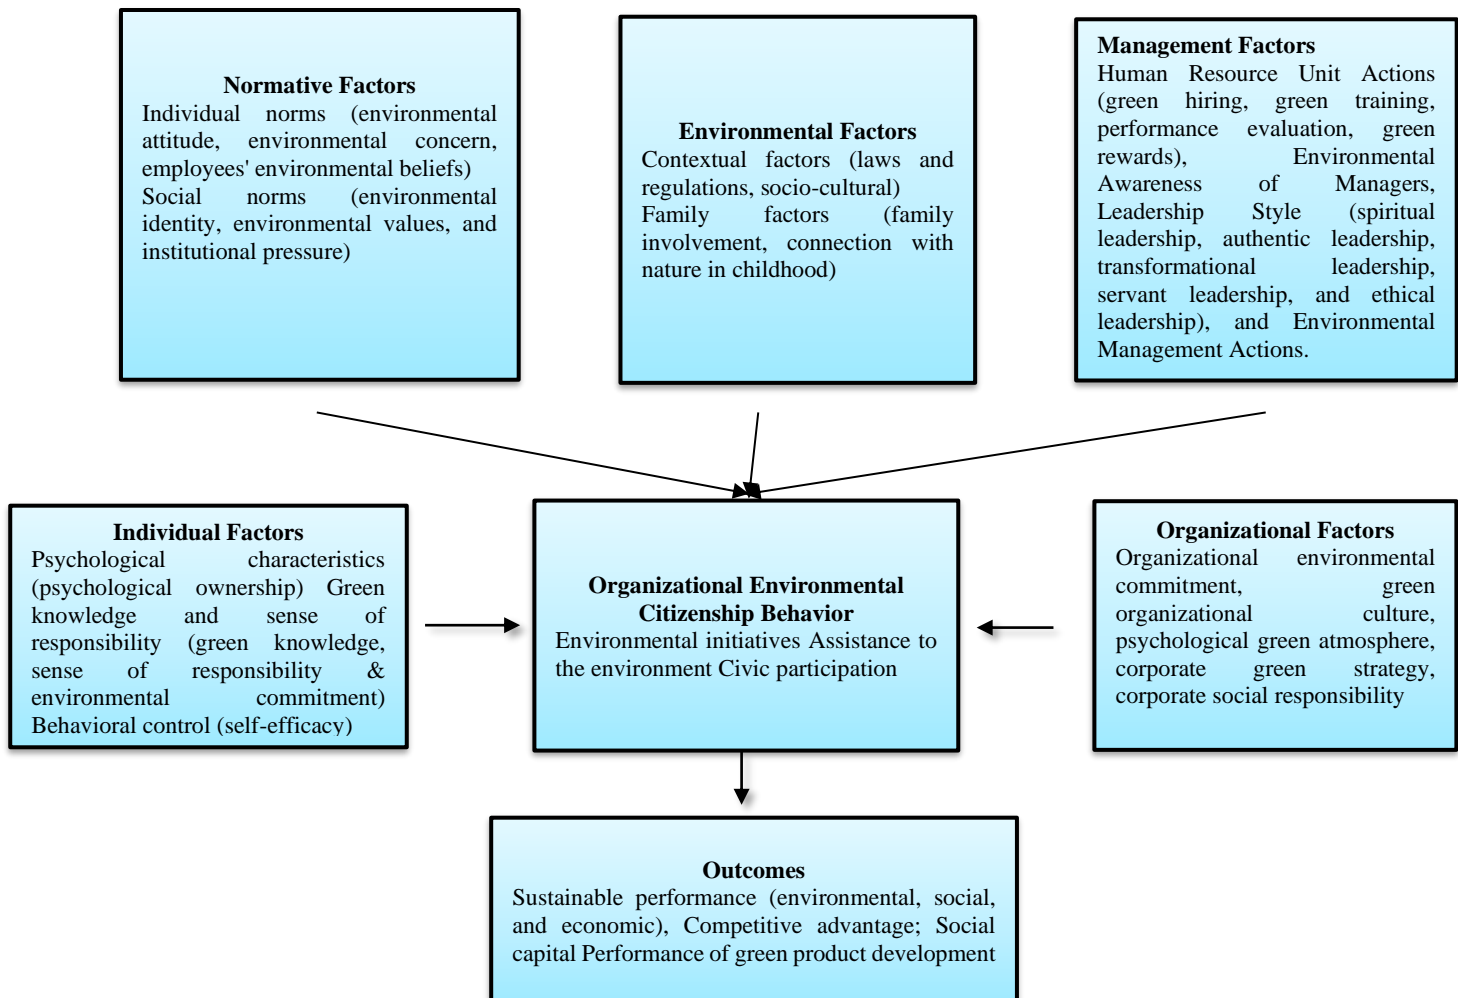 Normative Factors
Individual norms (environmental
attitude, environmental concern,
employees' environmental beliefs)
Social norms (environmental
identity, environmental values, and
institutional pressure)
Environmental Factors
Contextual factors (laws and
regulations, socio-cultural)
Family factors (family
involvement, connection with
nature in childhood)
Management Factors
Human Resource Unit Actions
(green hiring, green training,
performance evaluation, green
rewards), Environmental
Awareness of Managers,
Leadership Style (spiritual
leadership, authentic leadership,
transformational leadership,
servant leadership, and ethical
leadership), and Environmental
Management Actions.
Individual Factors
Psychological characteristics
(psychological ownership) Green
knowledge and sense of
responsibility (green knowledge,
sense of responsibility &
environmental commitment)
Behavioral control (self-efficacy)
Organizational Environmental
Citizenship Behavior
Environmental initiatives Assistance to
the environment Civic participation
Organizational Factors
Organizational environmental
commitment, green
organizational culture,
psychological green atmosphere,
corporate green strategy,
corporate social responsibility
Outcomes
Sustainable performance (environmental, social,
and economic), Competitive advantage; Social
capital Performance of green product development